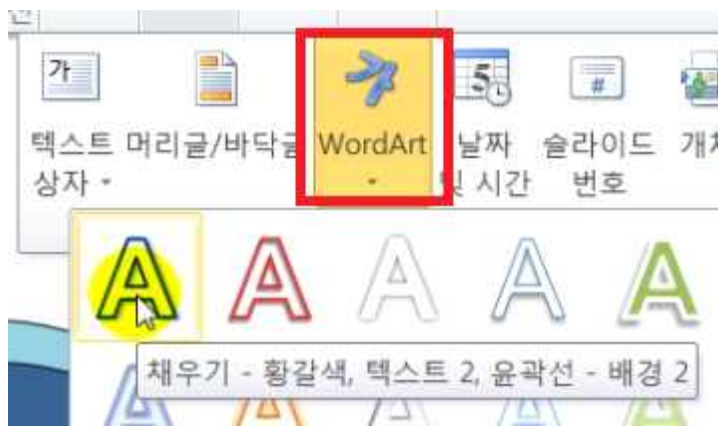 가
5
#
텍스트 머리글/바닥글 WordArt 날짜 슬라이드
상자 및 시간 번호
A A A A A
채우기 - 황갈색, 텍스트 2, 윤곽선 - 배경 2